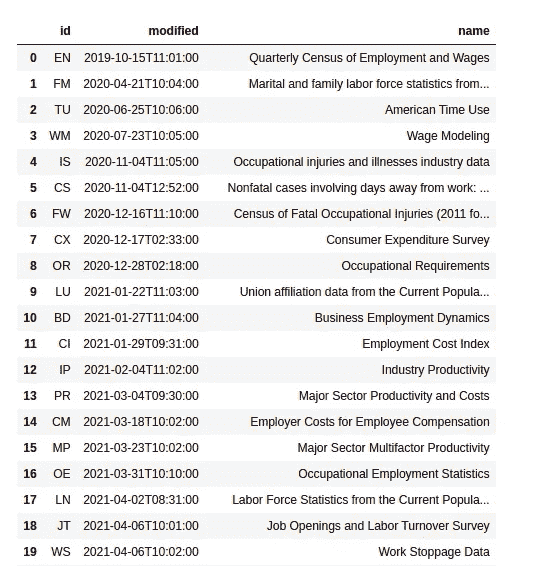 id modified name
0 EN 2019-10-15T11:01:00 Quarterly Census of Employment and Wages
1 FM 2020-04-21T10:04:00 Marital and family labor force statistics from...
2 TU 2020-06-25T10:06:00 American Time Use
3 WM 2020-07-23T10:05:00 Wage Modeling
4 IS 2020-11-04T11:05:00 Occupational injuries and illnesses industry data
5 CS 2020-11-04T12:52:00 Nonfatal cases involving days away from work: ...
6 FW 2020-12-16T11:10:00 Census of Fatal Occupational Injuries (2011 fo...
7 CX 2020-12-17T02:33:00 Consumer Expenditure Survey
8 OR 2020-12-28T02:18:00 Occupational Requirements
9 LU 2021-01-22T11:03:00 Union affiliation data from the Current Popula...
10 BD 2021-01-27T11:04:00 Business Employment Dynamics
11 CI 2021-01-29T09:31:00 Employment Cost Index
12 IP 2021-02-04T11:02:00 Industry Productivity
13 PR 2021-03-04T09:30:00 Major Sector Productivity and Costs
14 CM 2021-03-18T10:02:00 Employer Costs for Employee Compensation
15 MP 2021-03-23T10:02:00 Major Sector Multifactor Productivity
16 OE 2021-03-31T10:10:00 Occupational Employment Statistics
17 LN 2021-04-02T08:31:00 Labor Force Statistics from the Current Popula...
18 JT 2021-04-06T10:01:00 Job Openings and Labor Turnover Survey
19 WS 2021-04-06T10:02:00 Work Stoppage Data